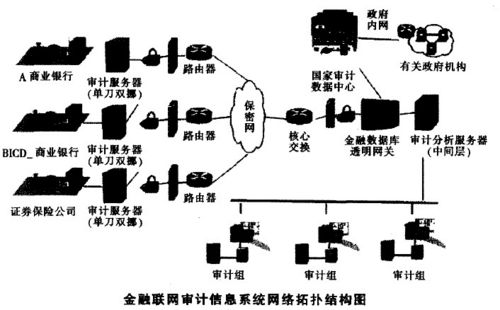 政府
内网
有关政府机构
国家审计
数据中心
A 商业银行
审计服务器
(单刀双掷)
路由器
BICD_ 商业银行
审计服务器
(单刀双掷)
路由器
保密网
核心
交换
金融数据库
透明网关
审计分析服务器
(中间层)
证券保险公司
审计服务器
(单刀双掷)
路由器
审计组
审计组
审计组
金融联网审计信息系统网络拓扑结构图